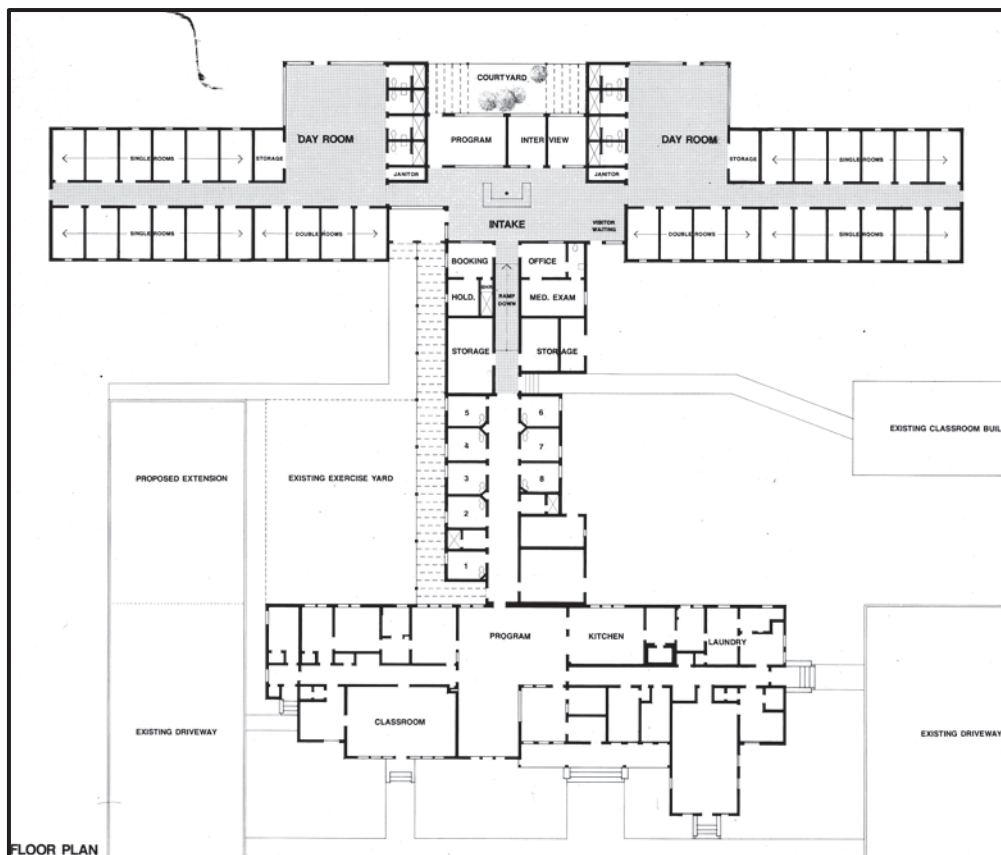 COURTYARD
DAY ROOM
PROGRAM
INTER VIEW
DAY ROOM
SINGLE ROOMS
STORAGE
JANITOR
JANITOR
STORAGE
SINGLE ROOMS
INTAKE
VISITOR
WAITING
SINGLE ROOMS
DOUBLE ROOMS
DOUBLE ROOMS
SINGLE ROOMS
BOOKING
OFFICE
HOLD.
SHR
RAMP
DOWN
MED. EXAM
STORAGE
STORAGE
5
6
4
7
3
8
2
1
EXISTING CLASSROOM BUIL
PROPOSED EXTENSION
EXISTING EXERCISE YARD
PROGRAM
KITCHEN
LAUNDRY
CLASSROOM
EXISTING DRIVEWAY
EXISTING DRIVEWAY
FLOOR PLAN